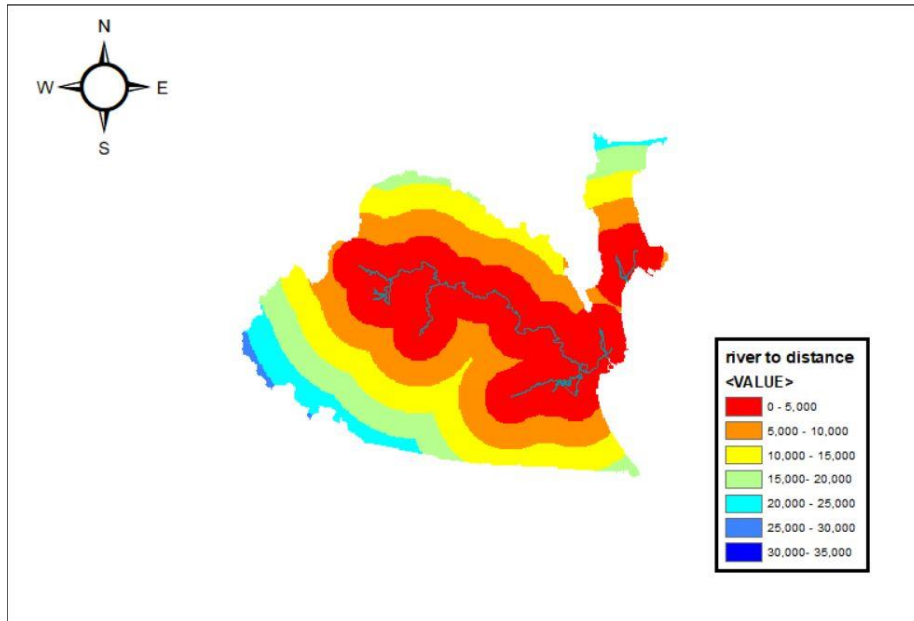 N
W E
S
river to distance
<VALUE>
0 - 5,000
5,000 - 10,000
10,000 - 15,000
15,000- 20,000
20,000 - 25,000
25,000 - 30,000
30,000- 35,000